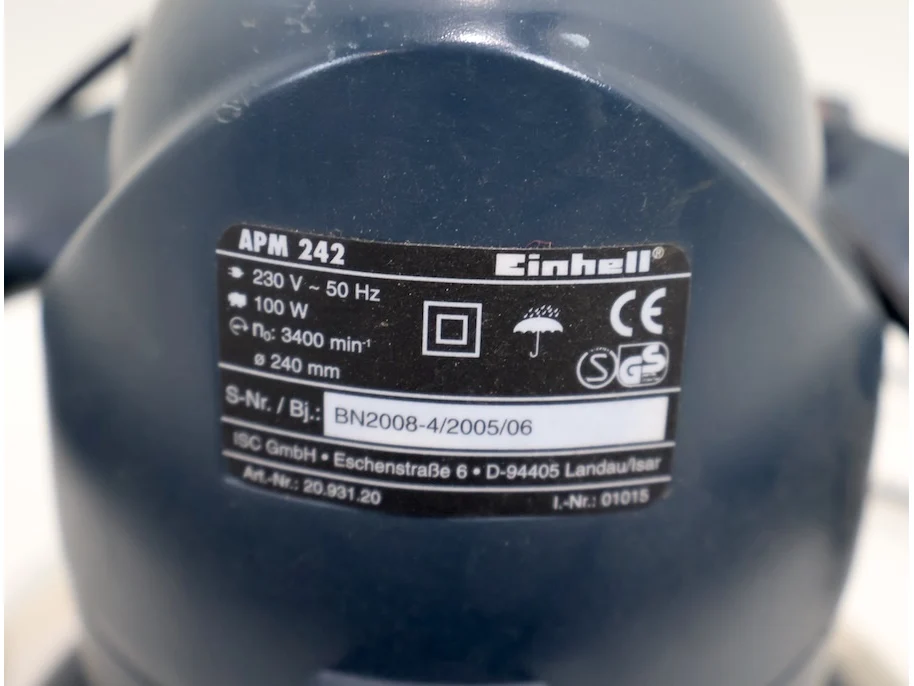 APM 242
Einhell®
230 V ~ 50 Hz
100 W
n₀: 3400 min⁻¹
ø 240 mm
CE
S GS
S-Nr. / Bj.: BN2008-4/2005/06
ISC GmbH • Eschenstraße 6 • D-94405 Landau/Isar
Art.-Nr.: 20.931.20
I.-Nr.: 01015